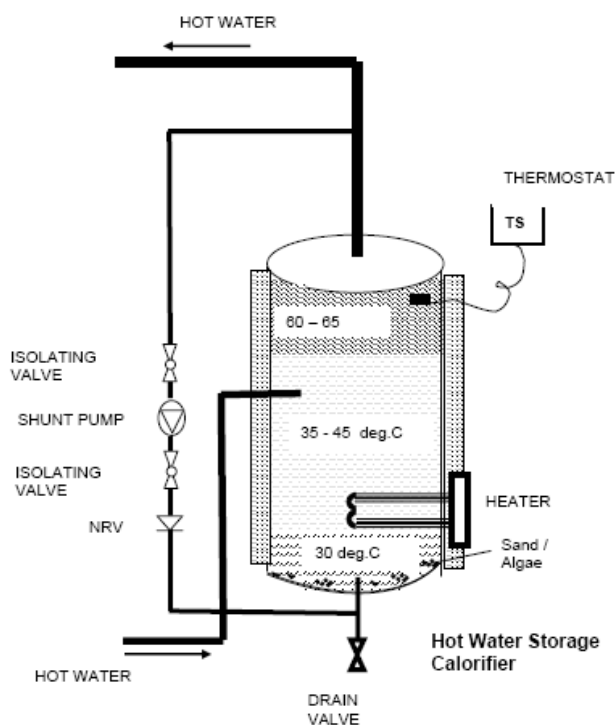 HOT WATER
THERMOSTAT
TS
60 – 65
ISOLATING
VALVE
SHUNT PUMP
35 - 45 deg.C
ISOLATING
VALVE
HEATER
NRV
30 deg.C
Sand /
Algae
Hot Water Storage
Calorifier
HOT WATER
DRAIN
VALVE